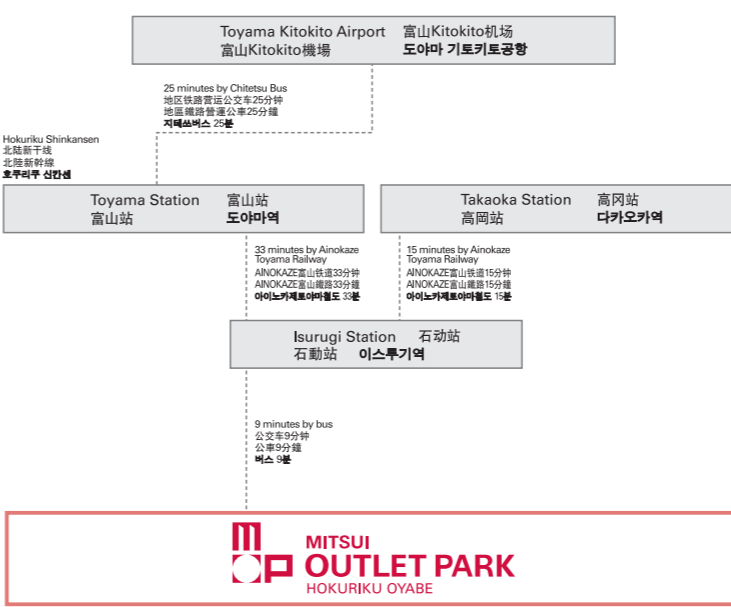 Toyama Kitokito Airport 富山Kitokito机场
富山Kitokito機場 도야마 기토키토공항
25 minutes by Chitetsu Bus
地区铁路营运公交车25分钟
地區鐵路營運公車25分鐘
지테쓰버스 25분
Hokuriku Shinkansen
北陆新干线
北陸新幹線
호쿠리쿠 신칸센
Toyama Station 富山站
富山站 도야마역
Takaoka Station 高冈站
高岡站 다카오카역
33 minutes by Ainokaze
Toyama Railway
AINOKAZE富山铁道33分钟
AINOKAZE富山鐵路33分鐘
아이노카제토야마철도 33분
15 minutes by Ainokaze
Toyama Railway
AINOKAZE富山铁道15分钟
AINOKAZE富山鐵路15分鐘
아이노카제토야마철도 15분
Isurugi Station 石动站
石動站 이스루기역
9 minutes by bus
公交车9分钟
公車9分鐘
버스 9분
MITSUI
OUTLET PARK
HOKURIKU OYABE